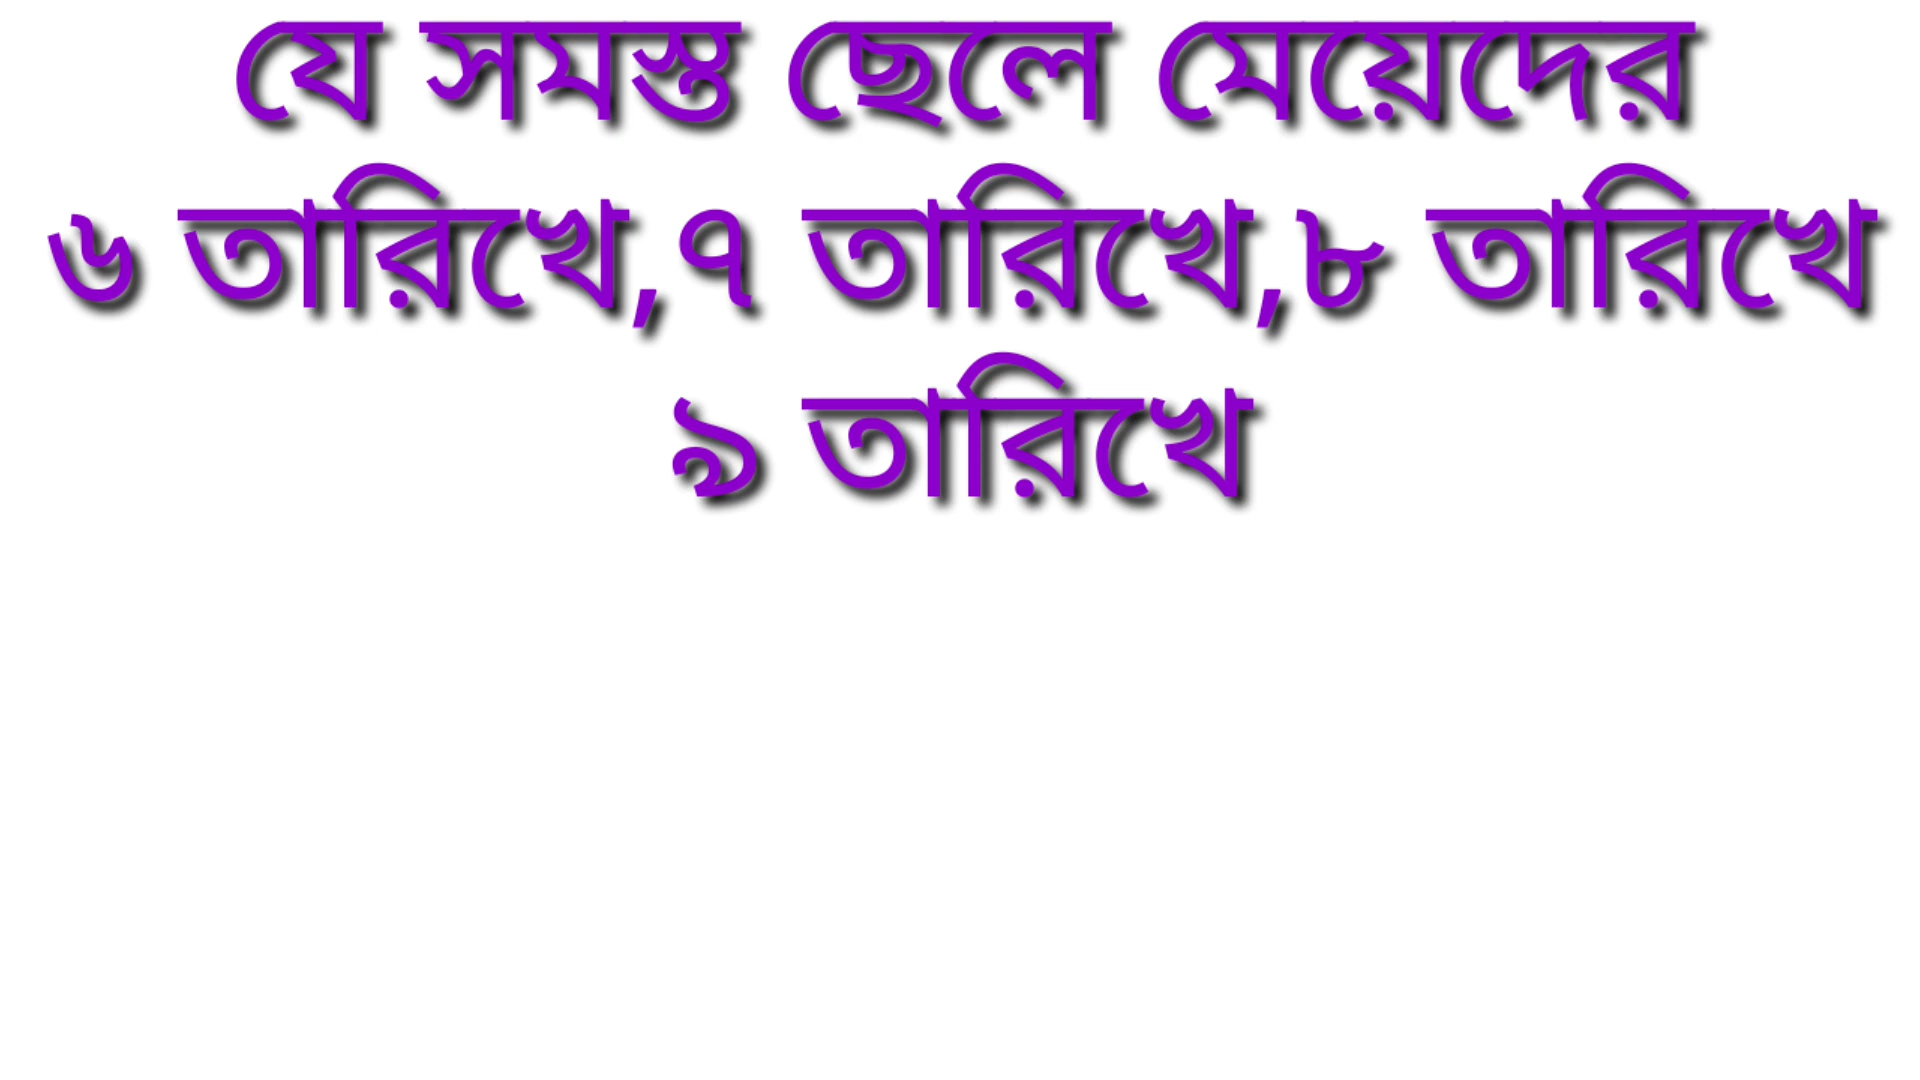 যে সমস্ত ছেলে মেয়েদের
৬ তারিখে,৭ তারিখে,৮ তারিখে
৯ তারিখে